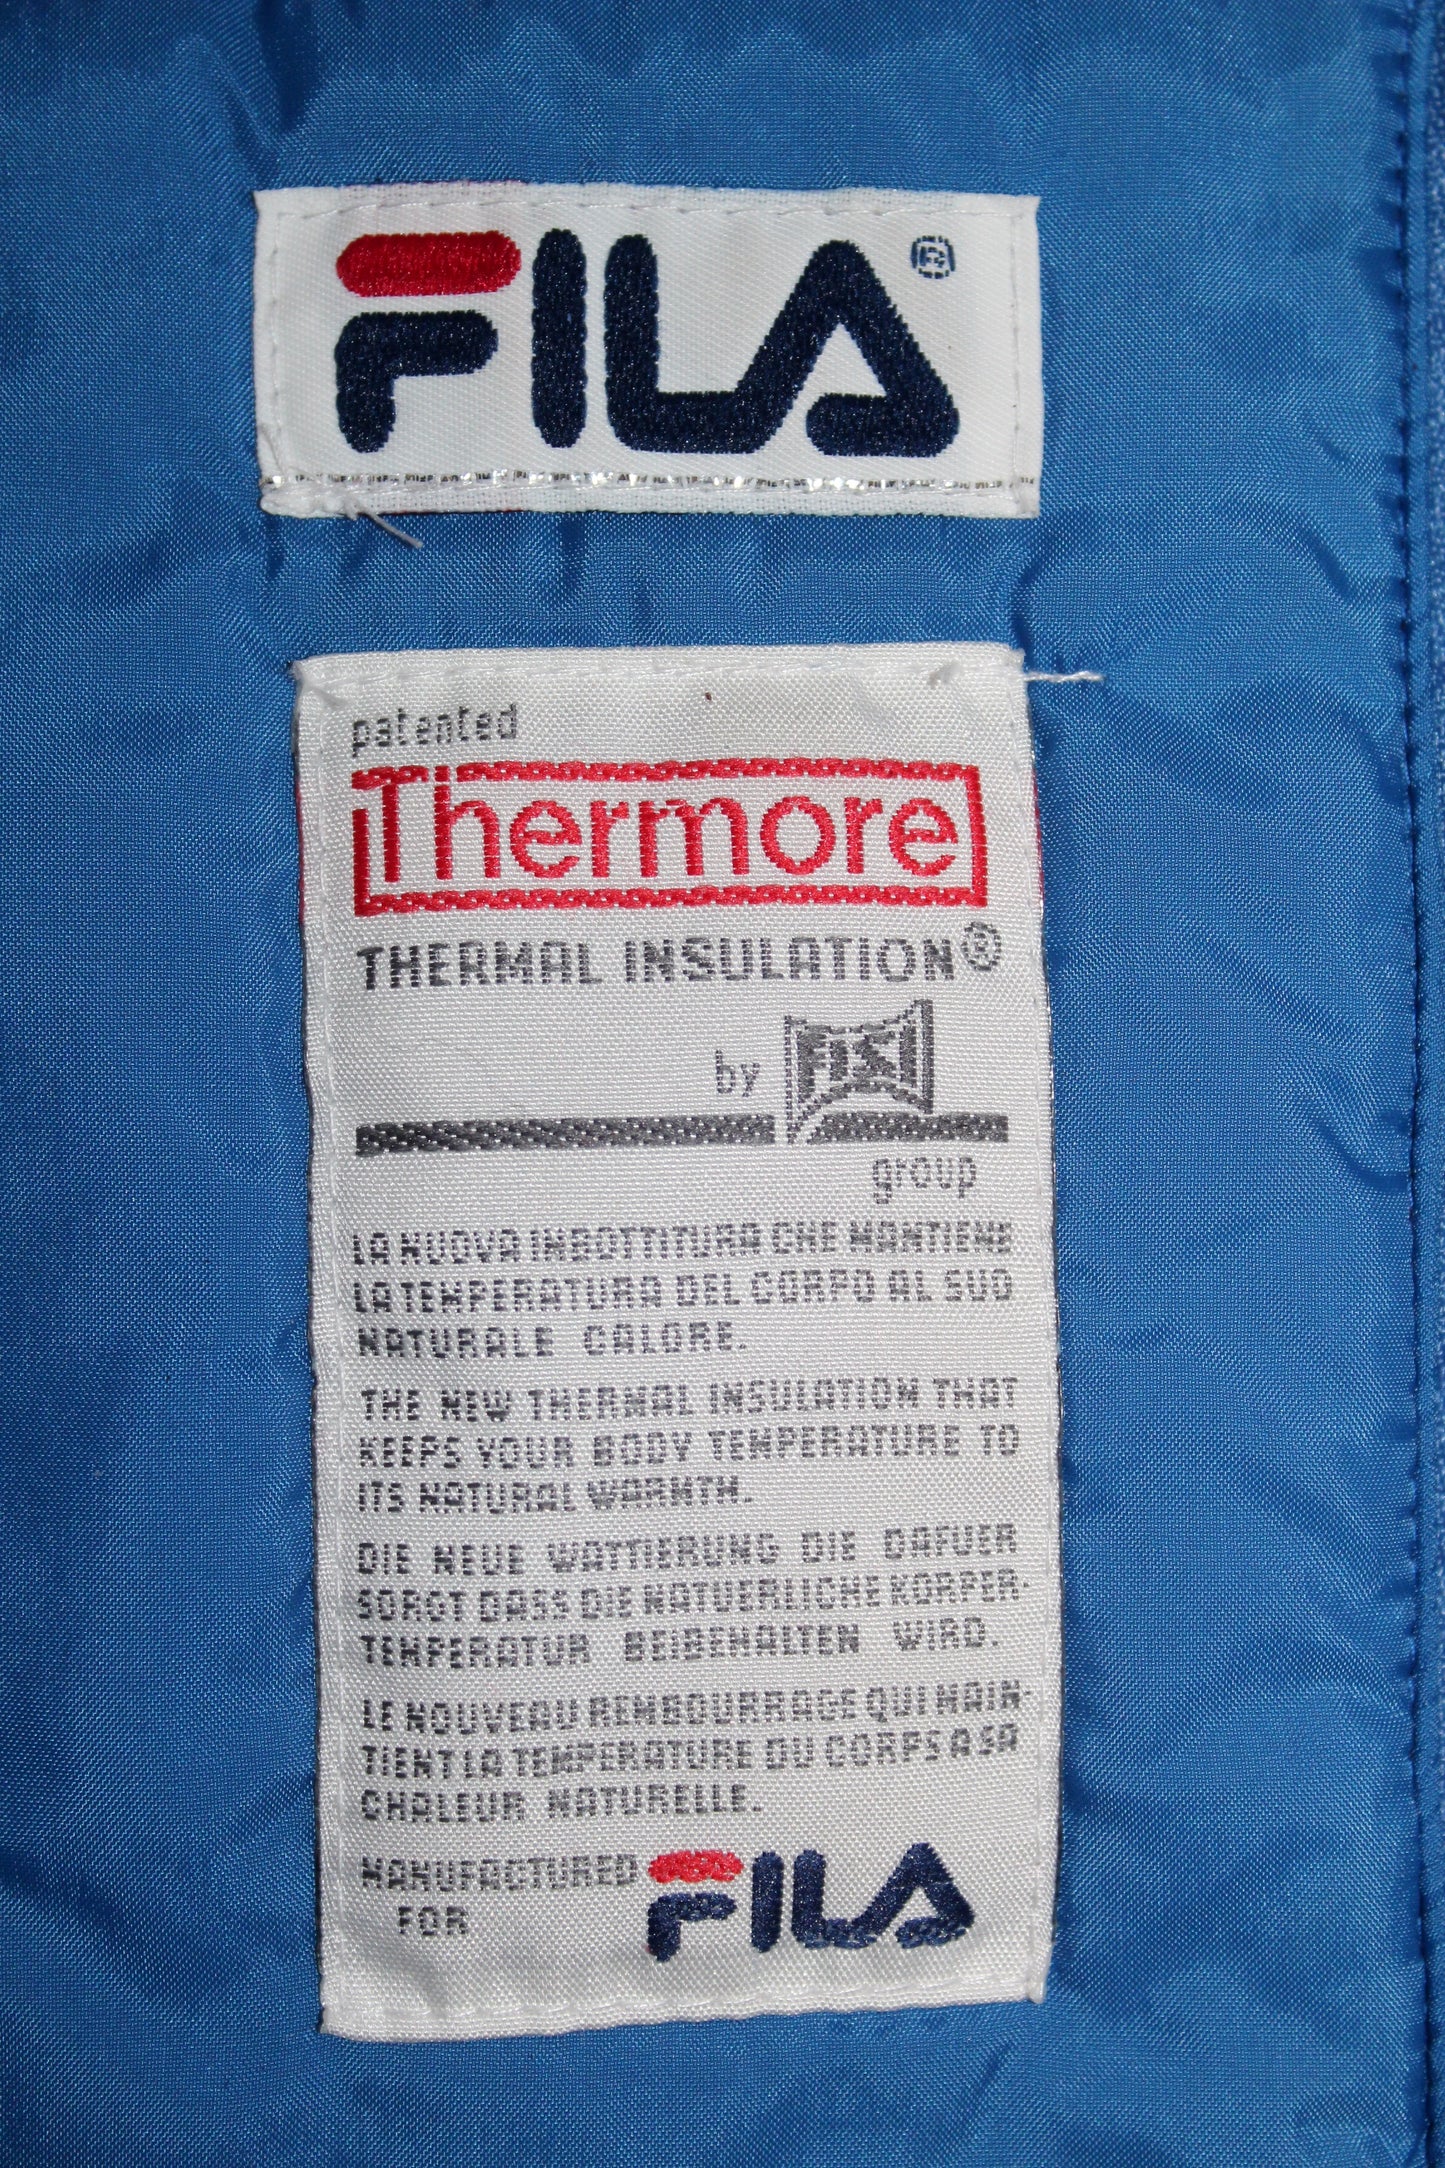 FILA®
patented
Thermore
THERMAL INSULATION®
by FISI
group
LA NUOVA IMBOTTITURA CHE MANTIENE
LA TEMPERATURA DEL CORPO AL SUO
NATURALE CALORE.
THE NEW THERMAL INSULATION THAT
KEEPS YOUR BODY TEMPERATURE TO
ITS NATURAL WARMTH.
DIE NEUE WATTIERUNG DIE DAFUER
SORGT DASS DIE NATUERLICHE KORPER-
TEMPERATUR BEIBEHALTEN WIRD.
LE NOUVEAU REMBOURRAGE QUI MAIN-
TIENT LA TEMPERATURE DU CORPS A SA
CHALEUR NATURELLE.
MANUFACTURED FILA
FOR